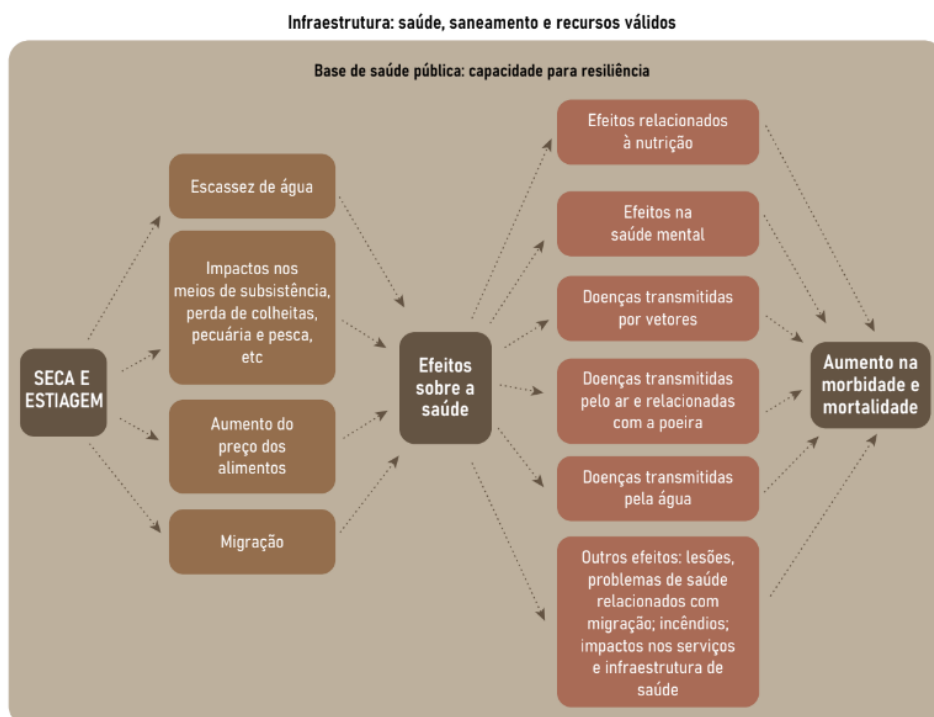 Infraestrutura: saúde, saneamento e recursos válidos
Base de saúde pública: capacidade para resiliência
SECA E
ESTIAGEM
Escassez de água
Impactos nos
meios de subsistência,
perda de colheitas,
pecuária e pesca,
etc
Aumento do
preço dos
alimentos
Migração
Efeitos
sobre a
saúde
Efeitos relacionados
à nutrição
Efeitos na
saúde mental
Doenças transmitidas
por vetores
Doenças transmitidas
pelo ar e relacionadas
com a poeira
Doenças transmitidas
pela água
Outros efeitos: lesões,
problemas de saúde
relacionados com
migração; incêndios;
impactos nos serviços
e infraestrutura de
saúde
Aumento na
morbidade e
mortalidade